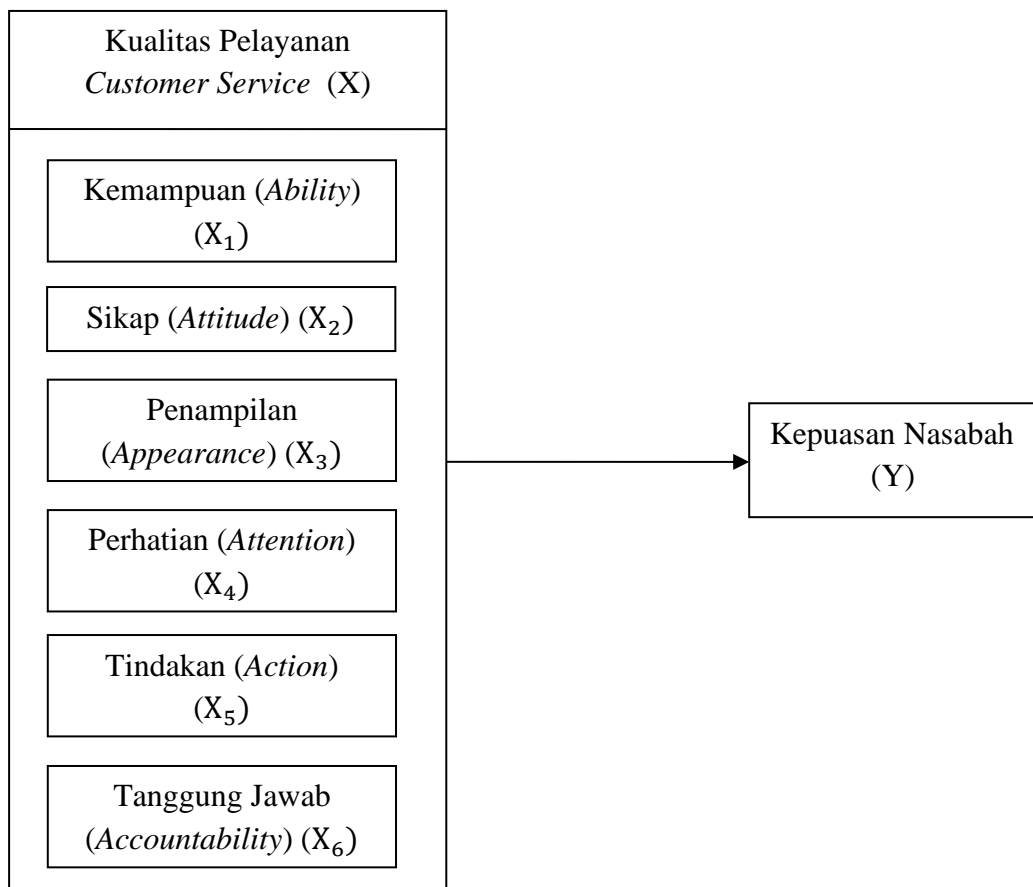 Kualitas Pelayanan
Customer Service (X)
Kemampuan (Ability)
(X₁)
Sikap (Attitude) (X₂)
Penampilan
(Appearance) (X₃)
Perhatian (Attention)
(X₄)
Tindakan (Action)
(X₅)
Tanggung Jawab
(Accountability) (X₆)
Kepuasan Nasabah
(Y)